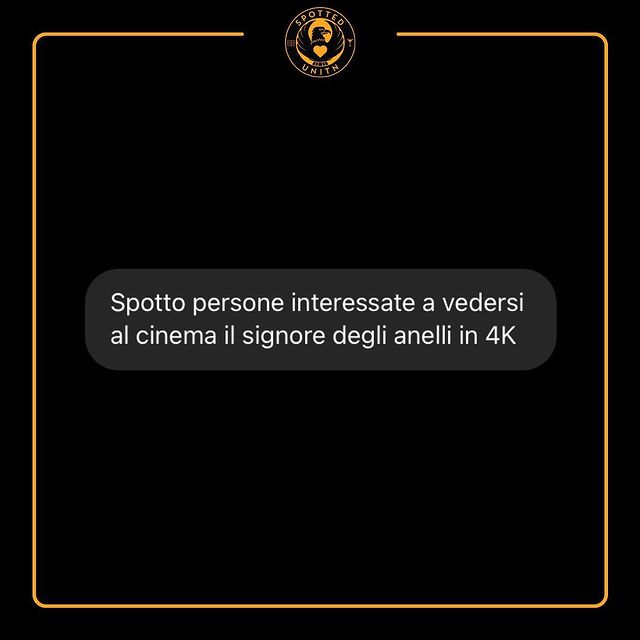 SPOTTED
UNITN
Spotto persone interessate a vedersi
al cinema il signore degli anelli in 4K